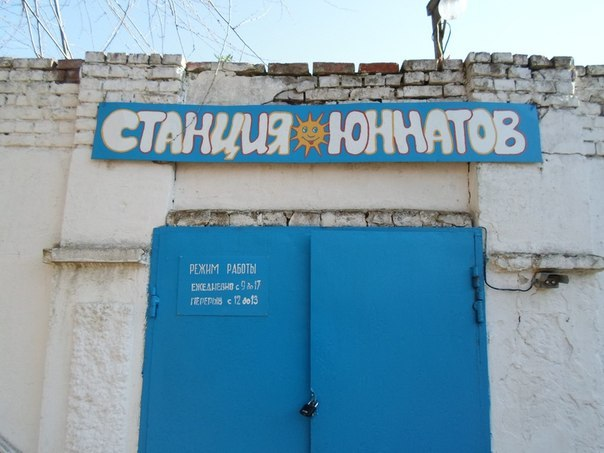 СТАНЦИЯ ЮННАТОВ
РЕЖИМ РАБОТЫ
ЕЖЕДНЕВНО с 9 до 17
ПЕРЕРЫВ с 12 до 13